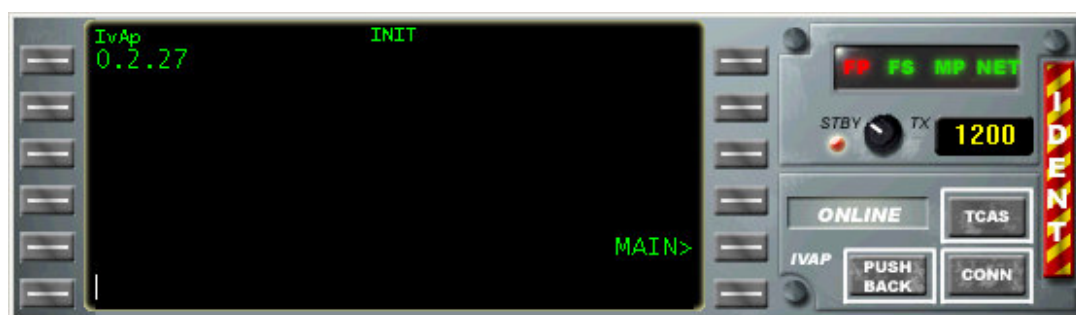 IvAp INIT
0.2.27
MAIN>
FP FS MP NET
STBY TX 1200
IDENT
ONLINE TCAS
IVAP PUSH BACK CONN